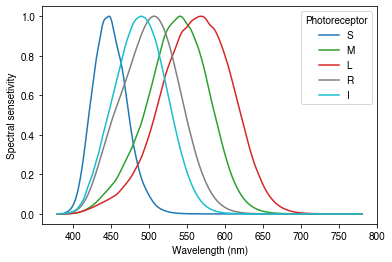 Photoreceptor
S
M
L
R
I
Spectral sensetivity
1.0
0.8
0.6
0.4
0.2
0.0
400 450 500 550 600 650 700 750 800
Wavelength (nm)